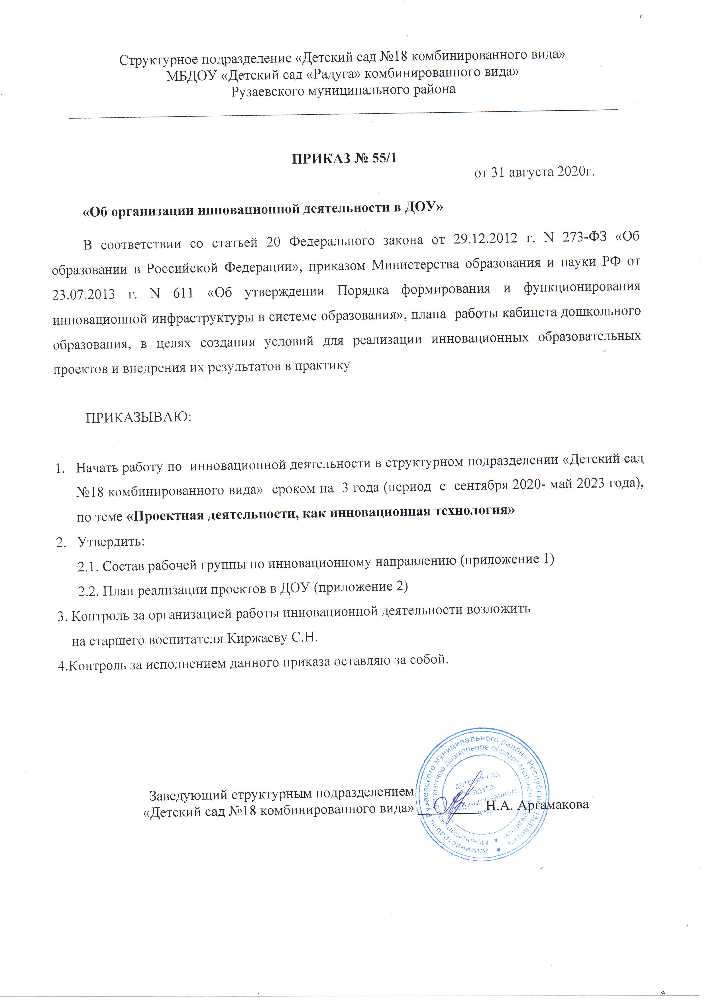 Структурное подразделение «Детский сад №18 комбинированного вида»
МБДОУ «Детский сад «Радуга» комбинированного вида»
Рузаевского муниципального района
ПРИКАЗ № 55/1
от 31 августа 2020г.
«Об организации инновационной деятельности в ДОУ»
В соответствии со статьей 20 Федерального закона от 29.12.2012 г. N 273-ФЗ «Об
образовании в Российской Федерации», приказом Министерства образования и науки РФ от
23.07.2013 г. N 611 «Об утверждении Порядка формирования и функционирования
инновационной инфраструктуры в системе образования», плана работы кабинета дошкольного
образования, в целях создания условий для реализации инновационных образовательных
проектов и внедрения их результатов в практику
ПРИКАЗЫВАЮ:
1. Начать работу по инновационной деятельности в структурном подразделении «Детский сад
№18 комбинированного вида» сроком на 3 года (период с сентября 2020- май 2023 года),
по теме «Проектная деятельности, как инновационная технология»
2. Утвердить:
2.1. Состав рабочей группы по инновационному направлению (приложение 1)
2.2. План реализации проектов в ДОУ (приложение 2)
3. Контроль за организацией работы инновационной деятельности возложить
на старшего воспитателя Киржаеву С.Н.
4.Контроль за исполнением данного приказа оставляю за собой.
Заведующий структурным подразделением
«Детский сад №18 комбинированного вида» __________ Н.А. Аргамакова
Администрация Рузаевского муниципального района Республики Мордовия
Муниципальное бюджетное дошкольное образовательное учреждение
детский сад
"Радуга"
комбинированного
вида